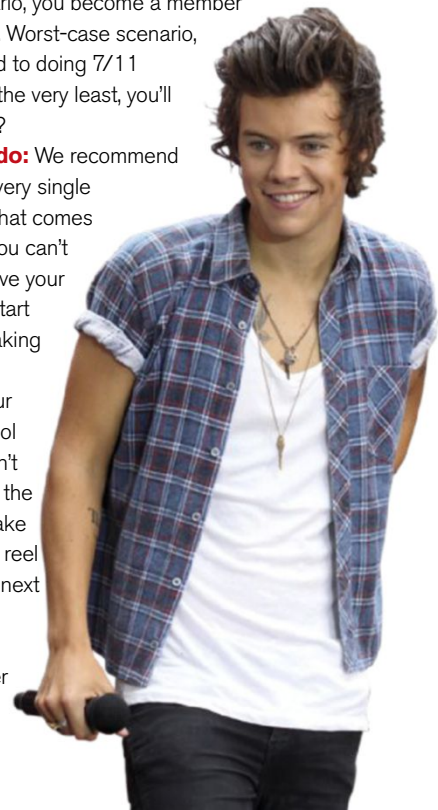 rio, you become a member
. Worst-case scenario,
d to doing 7/11
the very least, you'll
?
do: We recommend
very single
hat comes
ou can't
ve your
tart
aking
ur
ol
n't
the
ake
reel
next
er